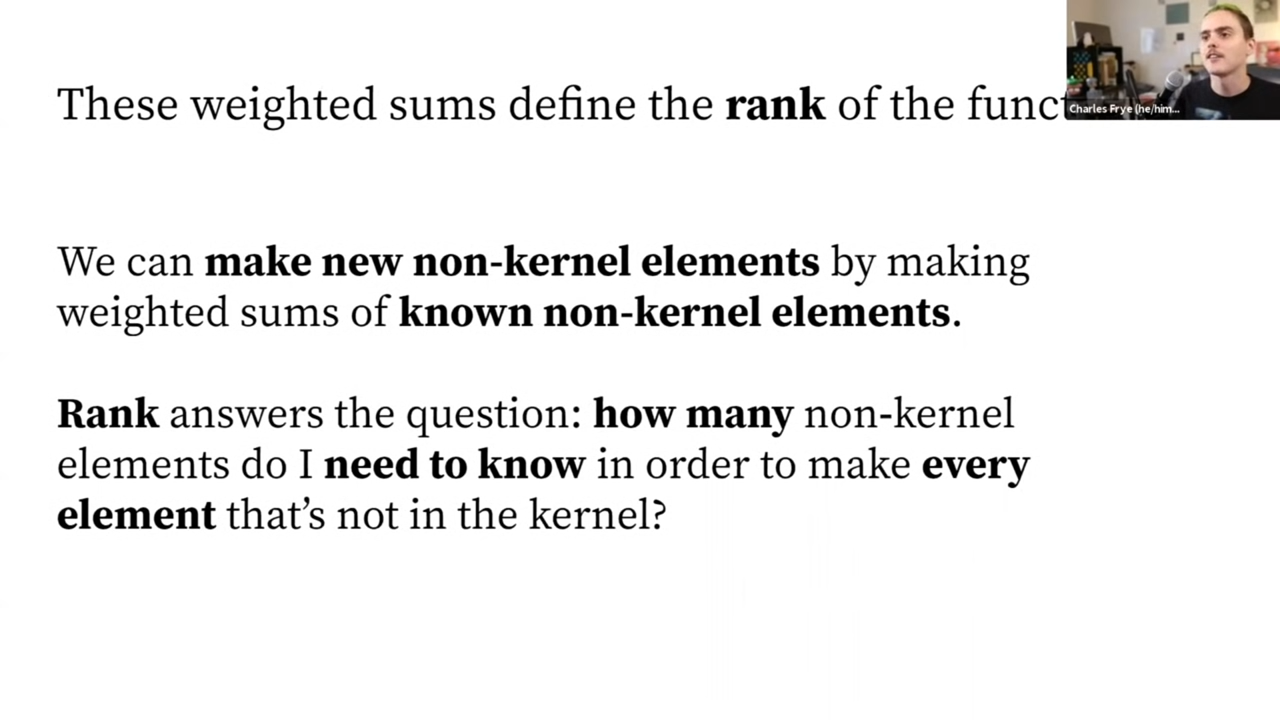 These weighted sums define the rank of the funct
Charles Frye (he/him...
We can make new non-kernel elements by making
weighted sums of known non-kernel elements.
Rank answers the question: how many non-kernel
elements do I need to know in order to make every
element that’s not in the kernel?